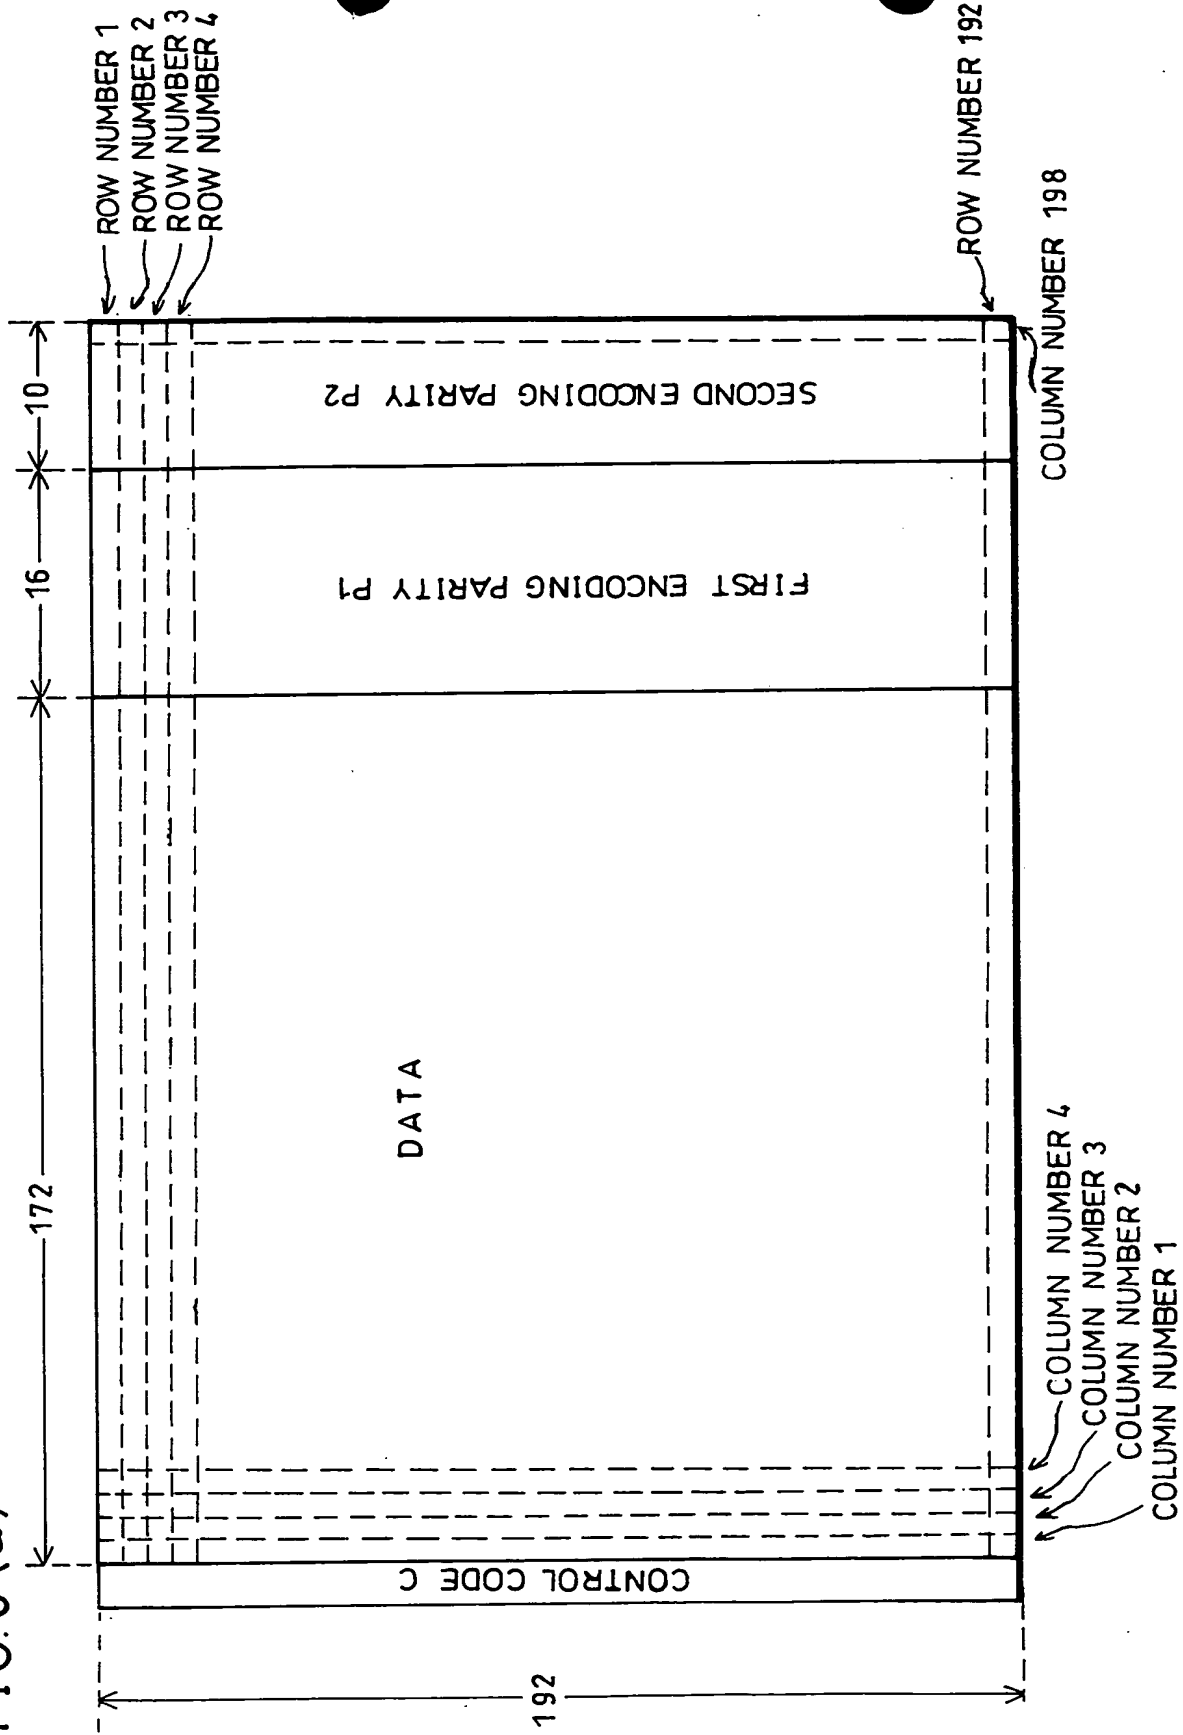 ROW NUMBER 1
ROW NUMBER 2
ROW NUMBER 3
ROW NUMBER 4
10
16
172
SECOND ENCODING PARITY P2
FIRST ENCODING PARITY P1
DATA
CONTROL CODE C
192
ROW NUMBER 192
COLUMN NUMBER 198
COLUMN NUMBER 4
COLUMN NUMBER 3
COLUMN NUMBER 2
COLUMN NUMBER 1